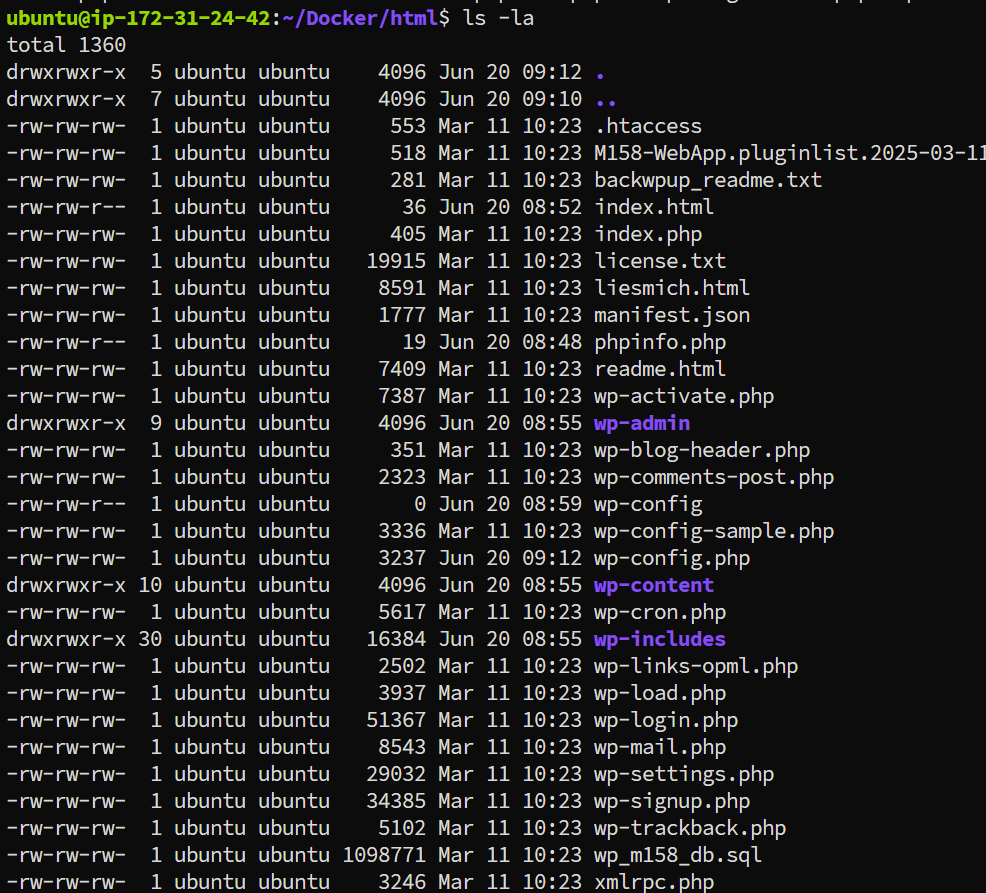 ubuntu@ip-172-31-24-42:~/Docker/html$ ls -la
total 1360
drwxrwxr-x  5 ubuntu ubuntu    4096 Jun 20 09:12 .
drwxrwxr-x  7 ubuntu ubuntu    4096 Jun 20 09:10 ..
-rw-rw-rw-  1 ubuntu ubuntu     553 Mar 11 10:23 .htaccess
-rw-rw-rw-  1 ubuntu ubuntu     518 Mar 11 10:23 M158-WebApp.pluginlist.2025-03-11
-rw-rw-rw-  1 ubuntu ubuntu     281 Mar 11 10:23 backwpup_readme.txt
-rw-rw-r--  1 ubuntu ubuntu      36 Jun 20 08:52 index.html
-rw-rw-rw-  1 ubuntu ubuntu     405 Mar 11 10:23 index.php
-rw-rw-rw-  1 ubuntu ubuntu   19915 Mar 11 10:23 license.txt
-rw-rw-rw-  1 ubuntu ubuntu    8591 Mar 11 10:23 liesmich.html
-rw-rw-rw-  1 ubuntu ubuntu    1777 Mar 11 10:23 manifest.json
-rw-rw-r--  1 ubuntu ubuntu      19 Jun 20 08:48 phpinfo.php
-rw-rw-rw-  1 ubuntu ubuntu    7409 Mar 11 10:23 readme.html
-rw-rw-rw-  1 ubuntu ubuntu    7387 Mar 11 10:23 wp-activate.php
drwxrwxr-x  9 ubuntu ubuntu    4096 Jun 20 08:55 wp-admin
-rw-rw-rw-  1 ubuntu ubuntu     351 Mar 11 10:23 wp-blog-header.php
-rw-rw-rw-  1 ubuntu ubuntu    2323 Mar 11 10:23 wp-comments-post.php
-rw-rw-r--  1 ubuntu ubuntu       0 Jun 20 08:59 wp-config
-rw-rw-rw-  1 ubuntu ubuntu    3336 Mar 11 10:23 wp-config-sample.php
-rw-rw-rw-  1 ubuntu ubuntu    3237 Jun 20 09:12 wp-config.php
drwxrwxr-x 10 ubuntu ubuntu    4096 Jun 20 08:55 wp-content
-rw-rw-rw-  1 ubuntu ubuntu    5617 Mar 11 10:23 wp-cron.php
drwxrwxr-x 30 ubuntu ubuntu   16384 Jun 20 08:55 wp-includes
-rw-rw-rw-  1 ubuntu ubuntu    2502 Mar 11 10:23 wp-links-opml.php
-rw-rw-rw-  1 ubuntu ubuntu    3937 Mar 11 10:23 wp-load.php
-rw-rw-rw-  1 ubuntu ubuntu   51367 Mar 11 10:23 wp-login.php
-rw-rw-rw-  1 ubuntu ubuntu    8543 Mar 11 10:23 wp-mail.php
-rw-rw-rw-  1 ubuntu ubuntu   29032 Mar 11 10:23 wp-settings.php
-rw-rw-rw-  1 ubuntu ubuntu   34385 Mar 11 10:23 wp-signup.php
-rw-rw-rw-  1 ubuntu ubuntu    5102 Mar 11 10:23 wp-trackback.php
-rw-rw-rw-  1 ubuntu ubuntu 1098771 Mar 11 10:23 wp_m158_db.sql
-rw-rw-rw-  1 ubuntu ubuntu    3246 Mar 11 10:23 xmlrpc.php